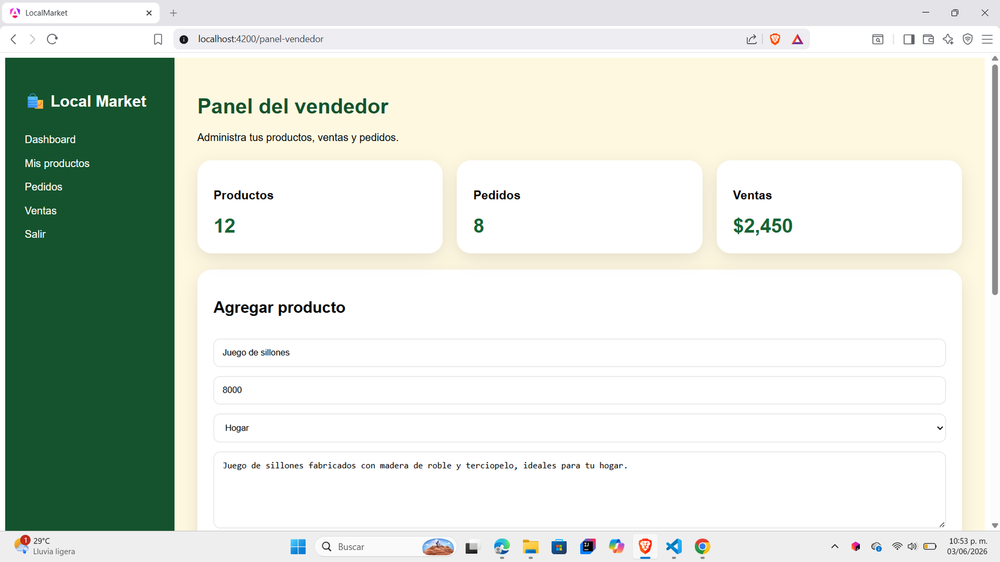 LocalMarket
localhost:4200/panel-vendedor
Local Market
Dashboard
Mis productos
Pedidos
Ventas
Salir
Panel del vendedor
Administra tus productos, ventas y pedidos.
Productos
12
Pedidos
8
Ventas
$2,450
Agregar producto
Juego de sillones
8000
Hogar
Juego de sillones fabricados con madera de roble y terciopelo, ideales para tu hogar.
1
29°C
Lluvia ligera
Buscar
10:53 p. m.
03/06/2026